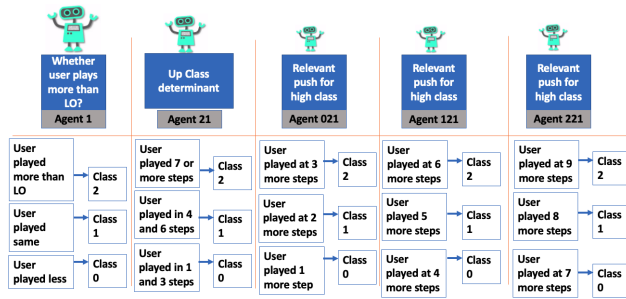 Whether
user plays
more than
LO?
Agent 1
Up Class
determinant
Agent 21
Relevant
push for
high class
Agent 021
Relevant
push for
high class
Agent 121
Relevant
push for
high class
Agent 221
User
played
more than
LO
Class
2
User
played
same
Class
1
User
played less
Class
0
User
played 7 or
more steps
Class
2
User
played in 4
and 6 steps
Class
1
User
played in 1
and 3 steps
Class
0
User
played at 3
more steps
Class
2
User
played at 2
more steps
Class
1
User
played 1
more step
Class
0
User
played at 6
more steps
Class
2
User
played 5
more steps
Class
1
User
played at 4
more steps
Class
0
User
played at 9
more steps
Class
2
User
played 8
more steps
Class
1
User
played at 7
more steps
Class
0